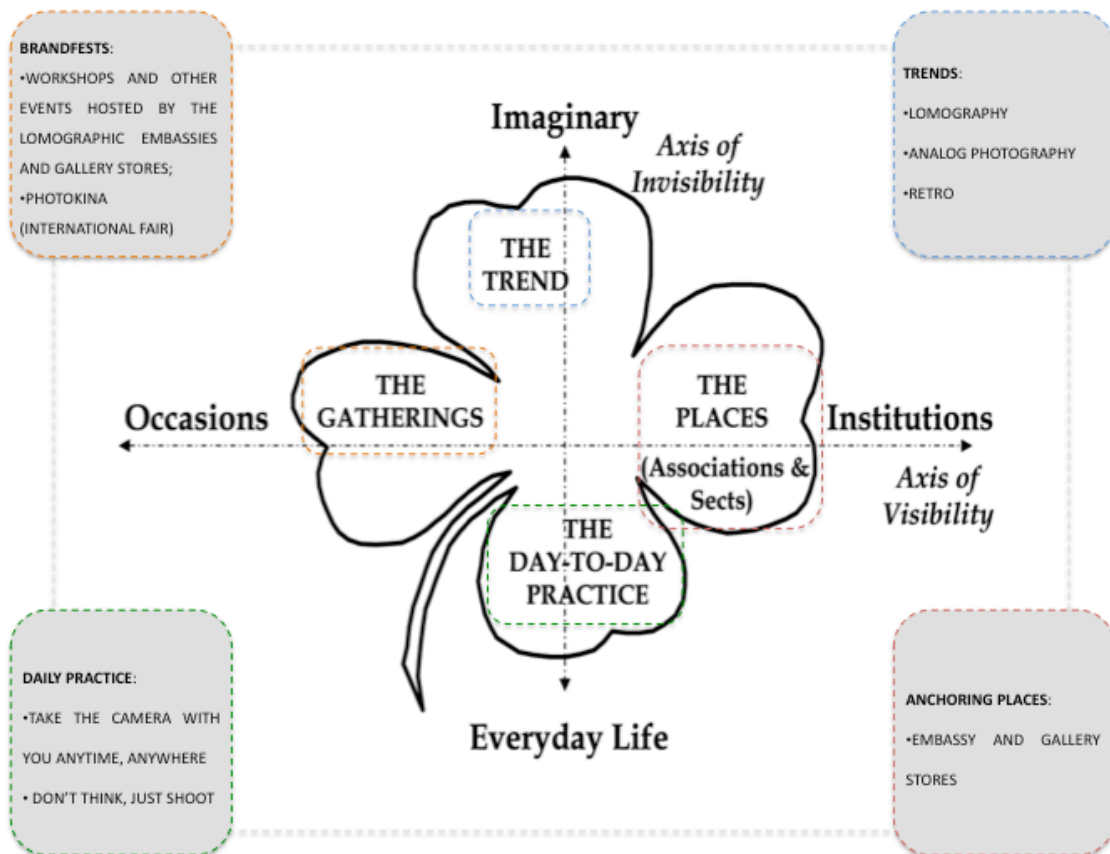 BRANDFESTS:
•WORKSHOPS AND OTHER
EVENTS HOSTED BY THE
LOMOGRAPHIC EMBASSIES
AND GALLERY STORES;
•PHOTOKINA
(INTERNATIONAL FAIR)
TRENDS:
•LOMOGRAPHY
•ANALOG PHOTOGRAPHY
•RETRO
Imaginary
Axis of
Invisibility
THE
TREND
THE
GATHERINGS
THE
PLACES
(Associations &
Sects)
Occasions
Institutions
Axis of
Visibility
THE
DAY-TO-DAY
PRACTICE
Everyday Life
DAILY PRACTICE:
•TAKE THE CAMERA WITH
YOU ANYTIME, ANYWHERE
• DON'T THINK, JUST SHOOT
ANCHORING PLACES:
•EMBASSY AND GALLERY
STORES